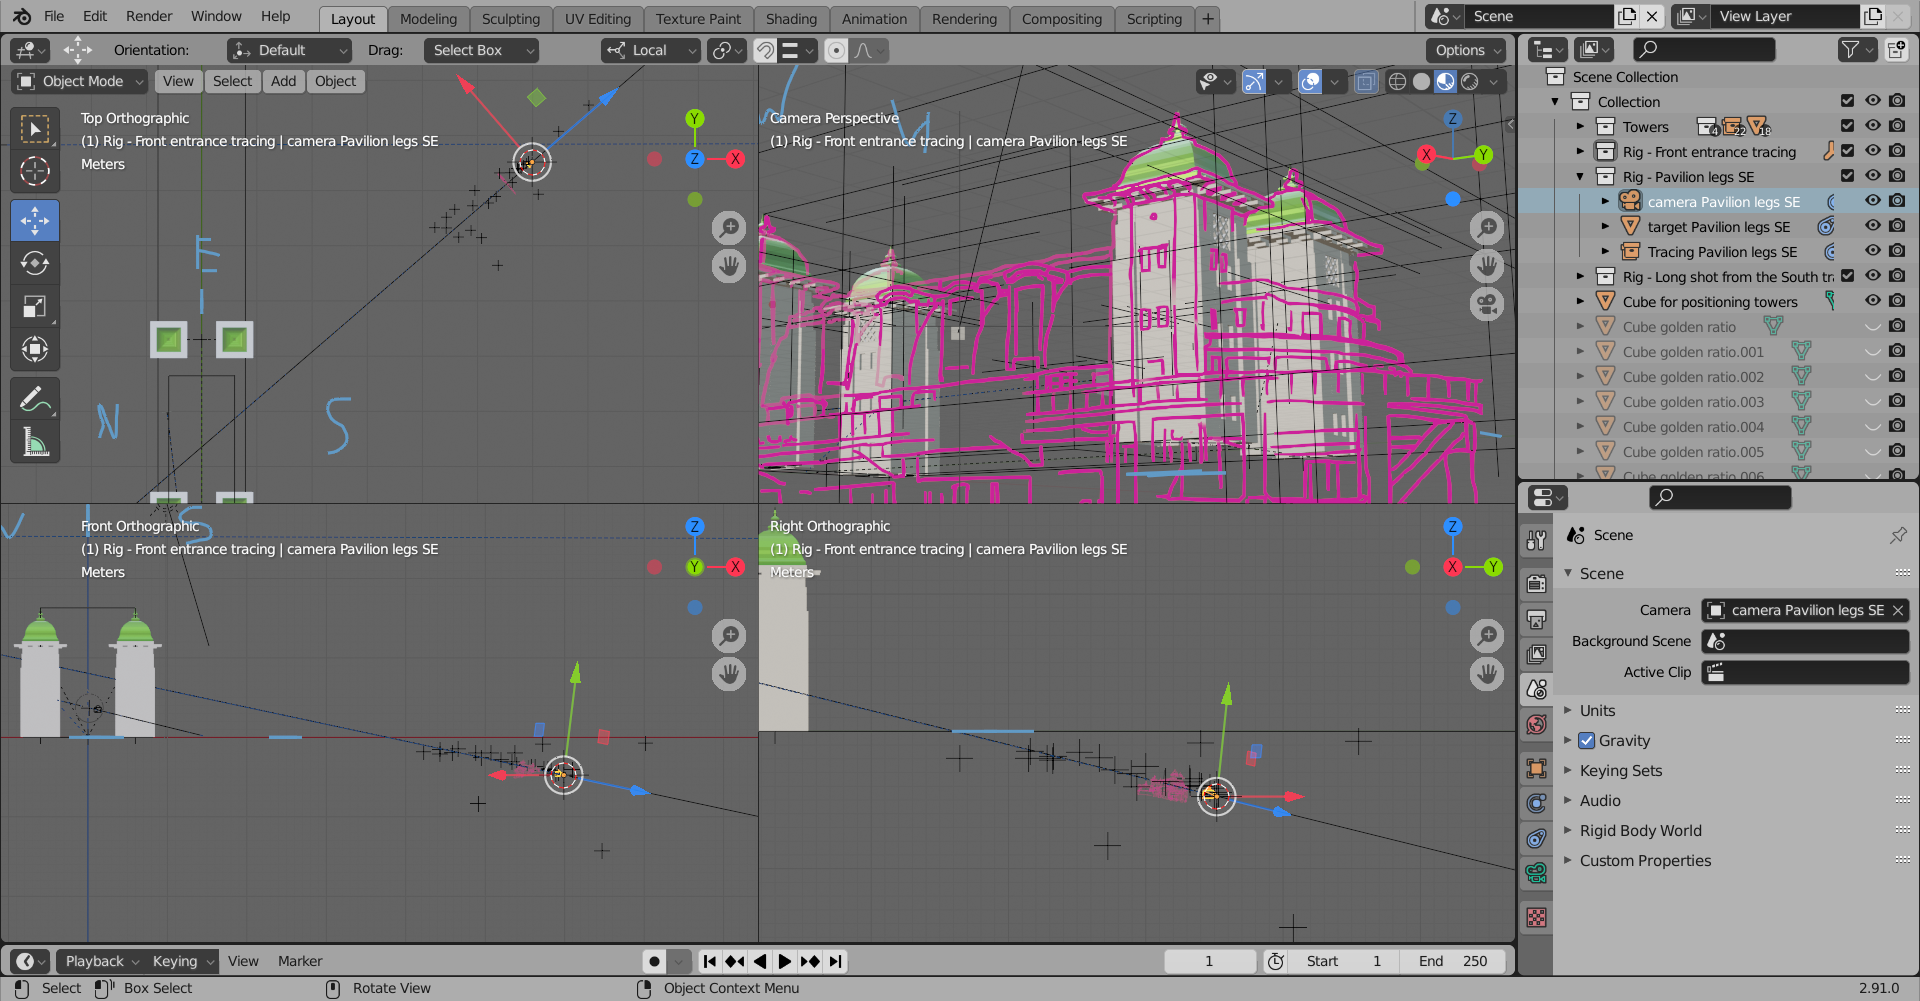 File Edit Render Window Help Layout Modeling Sculpting UV Editing Texture Paint Shading Animation Rendering Compositing Scripting + Scene View Layer
Orientation: Default Drag: Select Box Local Options
Object Mode View Select Add Object
Top Orthographic
(1) Rig - Front entrance tracing | camera Pavilion legs SE
Meters
Y
Z X
E
N
S
Camera Perspective
(1) Rig - Front entrance tracing | camera Pavilion legs SE
Z
X Y
N
Front Orthographic
(1) Rig - Front entrance tracing | camera Pavilion legs SE
Meters
Z
Y X
S
Right Orthographic
(1) Rig - Front entrance tracing | camera Pavilion legs SE
Meters
Z
X Y
Scene Collection
Collection
Towers 4 22 18
Rig - Front entrance tracing
Rig - Pavilion legs SE
camera Pavilion legs SE
target Pavilion legs SE
Tracing Pavilion legs SE
Rig - Long shot from the South tr
Cube for positioning towers
Cube golden ratio
Cube golden ratio.001
Cube golden ratio.002
Cube golden ratio.003
Cube golden ratio.004
Cube golden ratio.005
Cube golden ratio.006
Scene
Scene
Camera camera Pavilion legs SE
Background Scene
Active Clip
Units
Gravity
Keying Sets
Audio
Rigid Body World
Custom Properties
Playback Keying View Marker 1 Start 1 End 250
Select Box Select Rotate View Object Context Menu 2.91.0